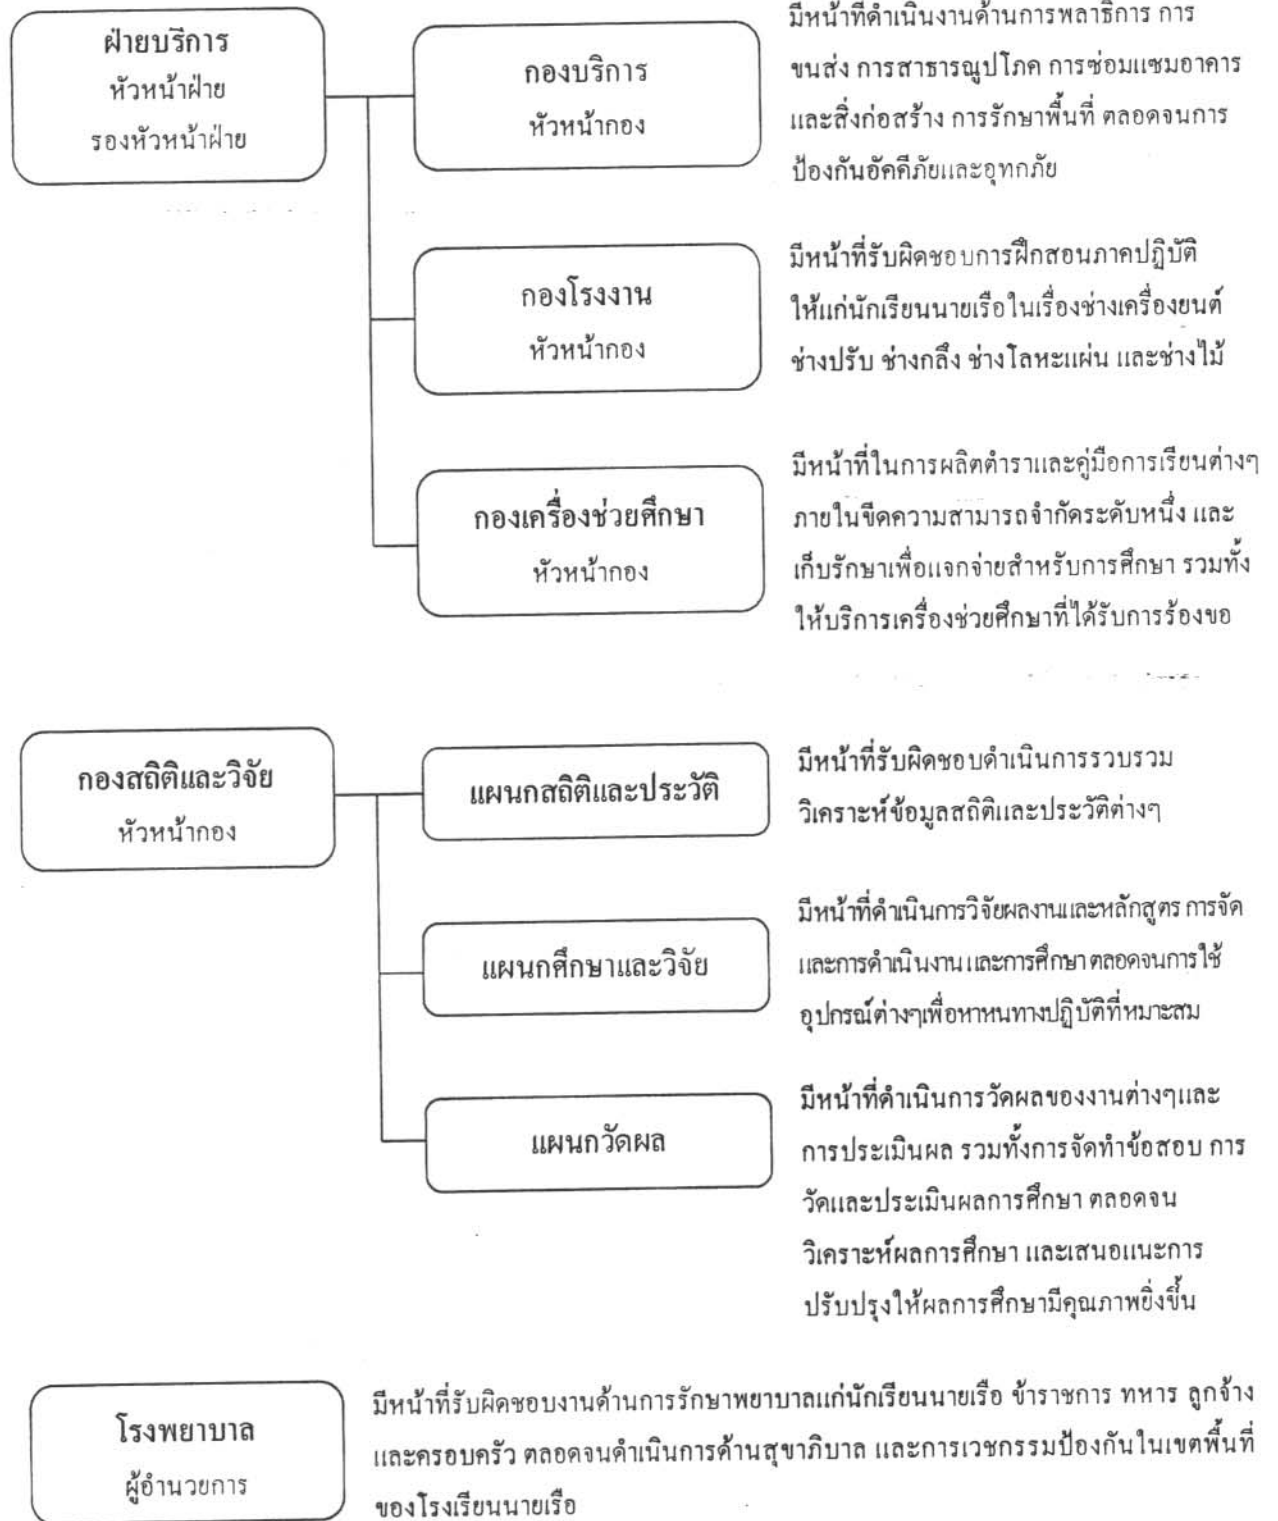 ฝ่ายบริการ
หัวหน้าฝ่าย
รองหัวหน้าฝ่าย
กองบริการ
หัวหน้ากอง
มีหน้าที่ดำเนินงานด้านการพลาธิการ การ
ขนส่ง การสาธารณูปโภค การซ่อมแซมอาคาร
และสิ่งก่อสร้าง การรักษาพื้นที่ ตลอดจนการ
ป้องกันอัคคีภัยและอุทกภัย
กองโรงงาน
หัวหน้ากอง
มีหน้าที่รับผิดชอบการฝึกสอนภาคปฏิบัติ
ให้แก่นักเรียนนายเรือในเรื่องช่างเครื่องยนต์
ช่างปรับ ช่างกลึง ช่างโลหะแผ่น และช่างไม้
กองเครื่องช่วยศึกษา
หัวหน้ากอง
มีหน้าที่ในการผลิตตำราและคู่มือการเรียนต่างๆ
ภายในขีดความสามารถจำกัดระดับหนึ่ง และ
เก็บรักษาเพื่อแจกจ่ายสำหรับการศึกษา รวมทั้ง
ให้บริการเครื่องช่วยศึกษาที่ได้รับการร้องขอ
กองสถิติและวิจัย
หัวหน้ากอง
แผนกสถิติและประวัติ
มีหน้าที่รับผิดชอบดำเนินการรวบรวม
วิเคราะห์ข้อมูลสถิติและประวัติต่างๆ
แผนกศึกษาและวิจัย
มีหน้าที่ดำเนินการวิจัยผลงานและหลักสูตร การจัด
และการดำเนินงาน และการศึกษา ตลอดจนการใช้
อุปกรณ์ต่างๆเพื่อหาหนทางปฏิบัติที่หมาะสม
แผนกวัดผล
มีหน้าที่ดำเนินการวัดผลของงานต่างๆและ
การประเมินผล รวมทั้งการจัดทำข้อสอบ การ
วัดและประเมินผลการศึกษา ตลอดจน
วิเคราะห์ผลการศึกษา และเสนอแนะการ
ปรับปรุงให้ผลการศึกษามีคุณภาพยิ่งขึ้น
โรงพยาบาล
ผู้อำนวยการ
มีหน้าที่รับผิดชอบงานด้านการรักษาพยาบาลแก่นักเรียนนายเรือ ข้าราชการ ทหาร ลูกจ้าง
และครอบครัว ตลอดจนดำเนินการด้านสุขาภิบาล และการเวชกรรมป้องกันในเขตพื้นที่
ของโรงเรียนนายเรือ